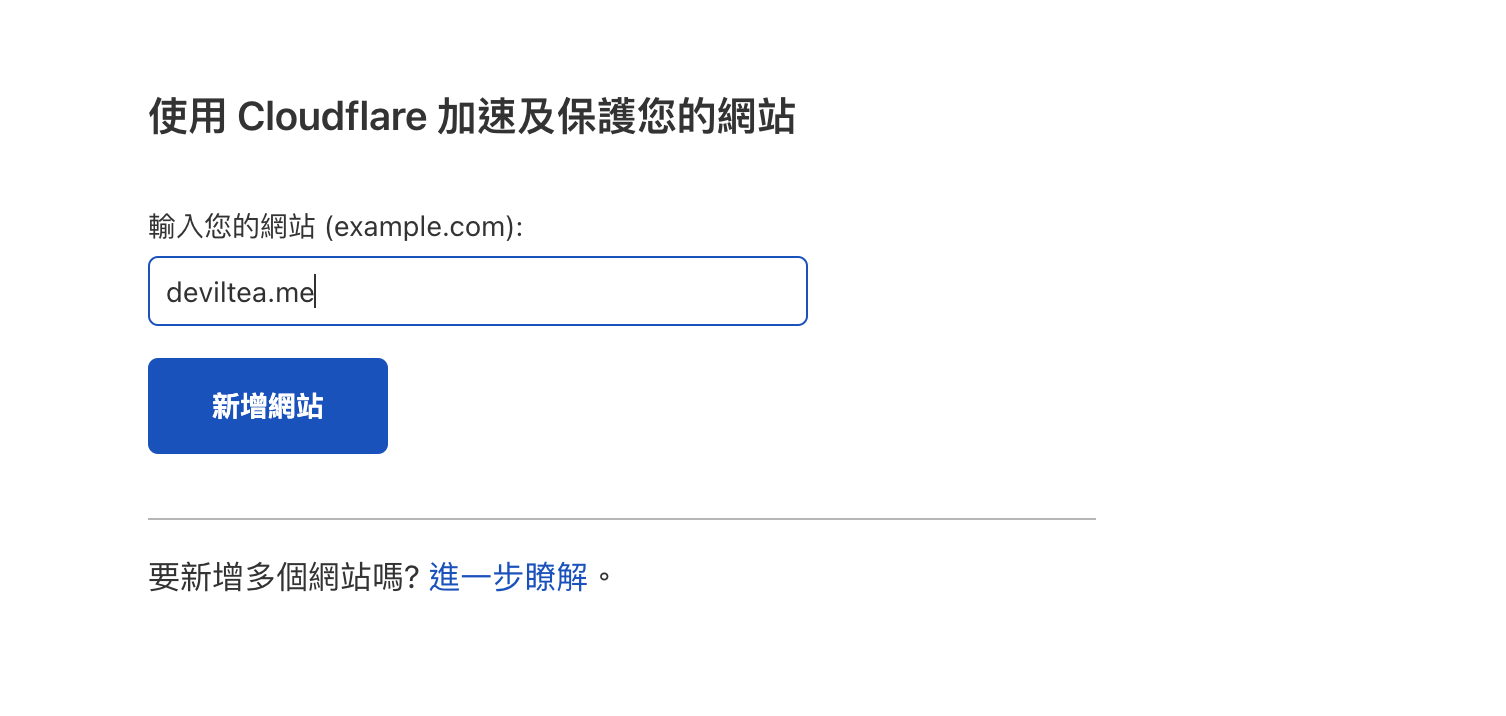 使用 Cloudflare 加速及保護您的網站
輸入您的網站 (example.com):
deviltea.me
新增網站
要新增多個網站嗎? 進一步瞭解。